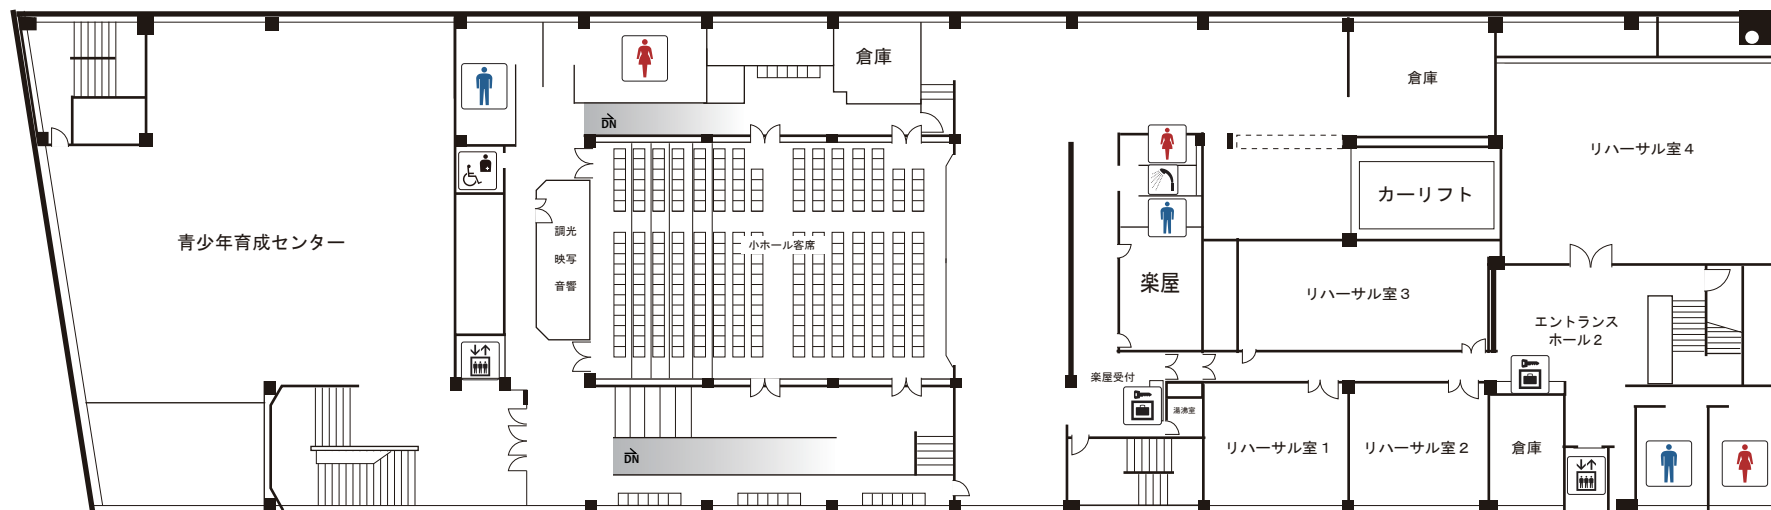 倉庫
倉庫
DN
リハーサル室４
カーリフト
青少年育成センター
調光
映写
音響
小ホール客席
楽屋
リハーサル室３
エントランス
ホール２
楽屋受付
湯沸室
リハーサル室１
リハーサル室２
倉庫
DN